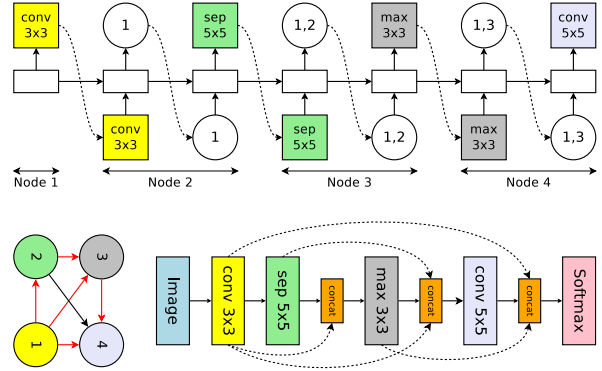 conv
3x3
1
sep
5x5
1,2
max
3x3
1,3
conv
5x5
conv
3x3
1
sep
5x5
1,2
max
3x3
1,3
Node 1
Node 2
Node 3
Node 4
2
3
1
4
Image
conv 3x3
sep 5x5
concat
max 3x3
concat
conv 5x5
concat
Softmax